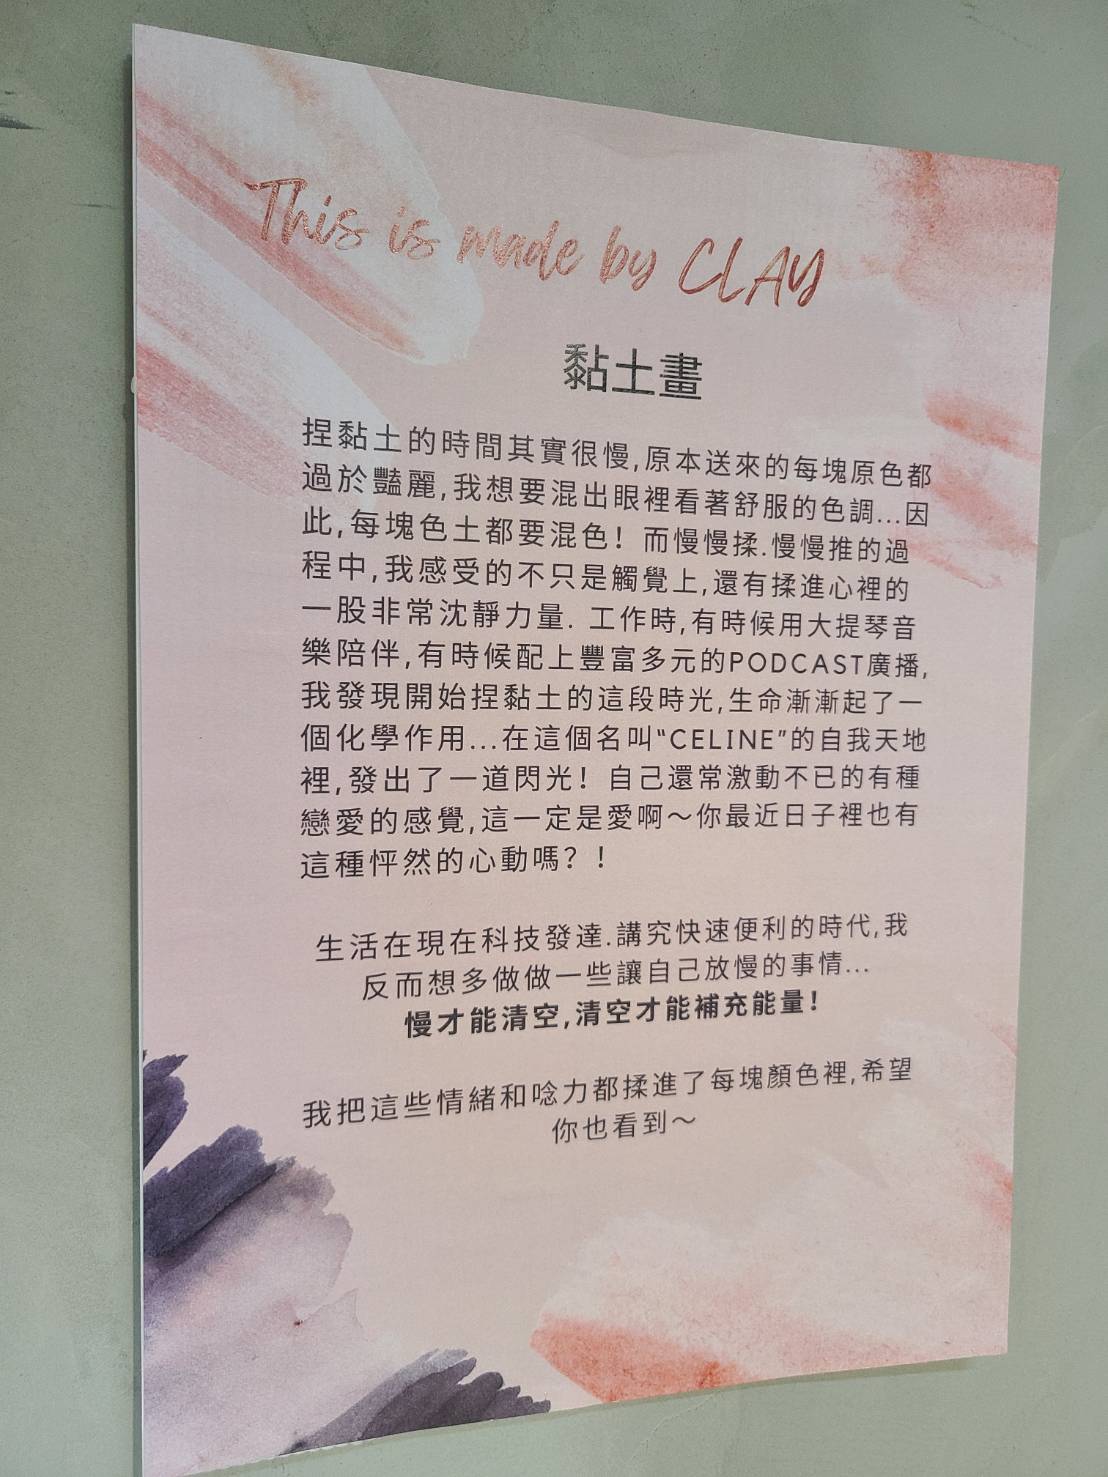 This is made by CLAY
黏土畫
捏黏土的時間其實很慢,原本送來的每塊原色都
過於豔麗,我想要混出眼裡看著舒服的色調...因
此,每塊色土都要混色！而慢慢揉.慢慢推的過
程中,我感受的不只是觸覺上,還有揉進心裡的
一股非常沈靜力量. 工作時,有時候用大提琴音
樂陪伴,有時候配上豐富多元的PODCAST廣播,
我發現開始捏黏土的這段時光,生命漸漸起了一
個化學作用...在這個名叫“CELINE”的自我天地
裡,發出了一道閃光！自己還常激動不已的有種
戀愛的感覺,這一定是愛啊～你最近日子裡也有
這種怦然的心動嗎？！
生活在現在科技發達.講究快速便利的時代,我
反而想多做做一些讓自己放慢的事情...
慢才能清空,清空才能補充能量！
我把這些情緒和唸力都揉進了每塊顏色裡,希望
你也看到～